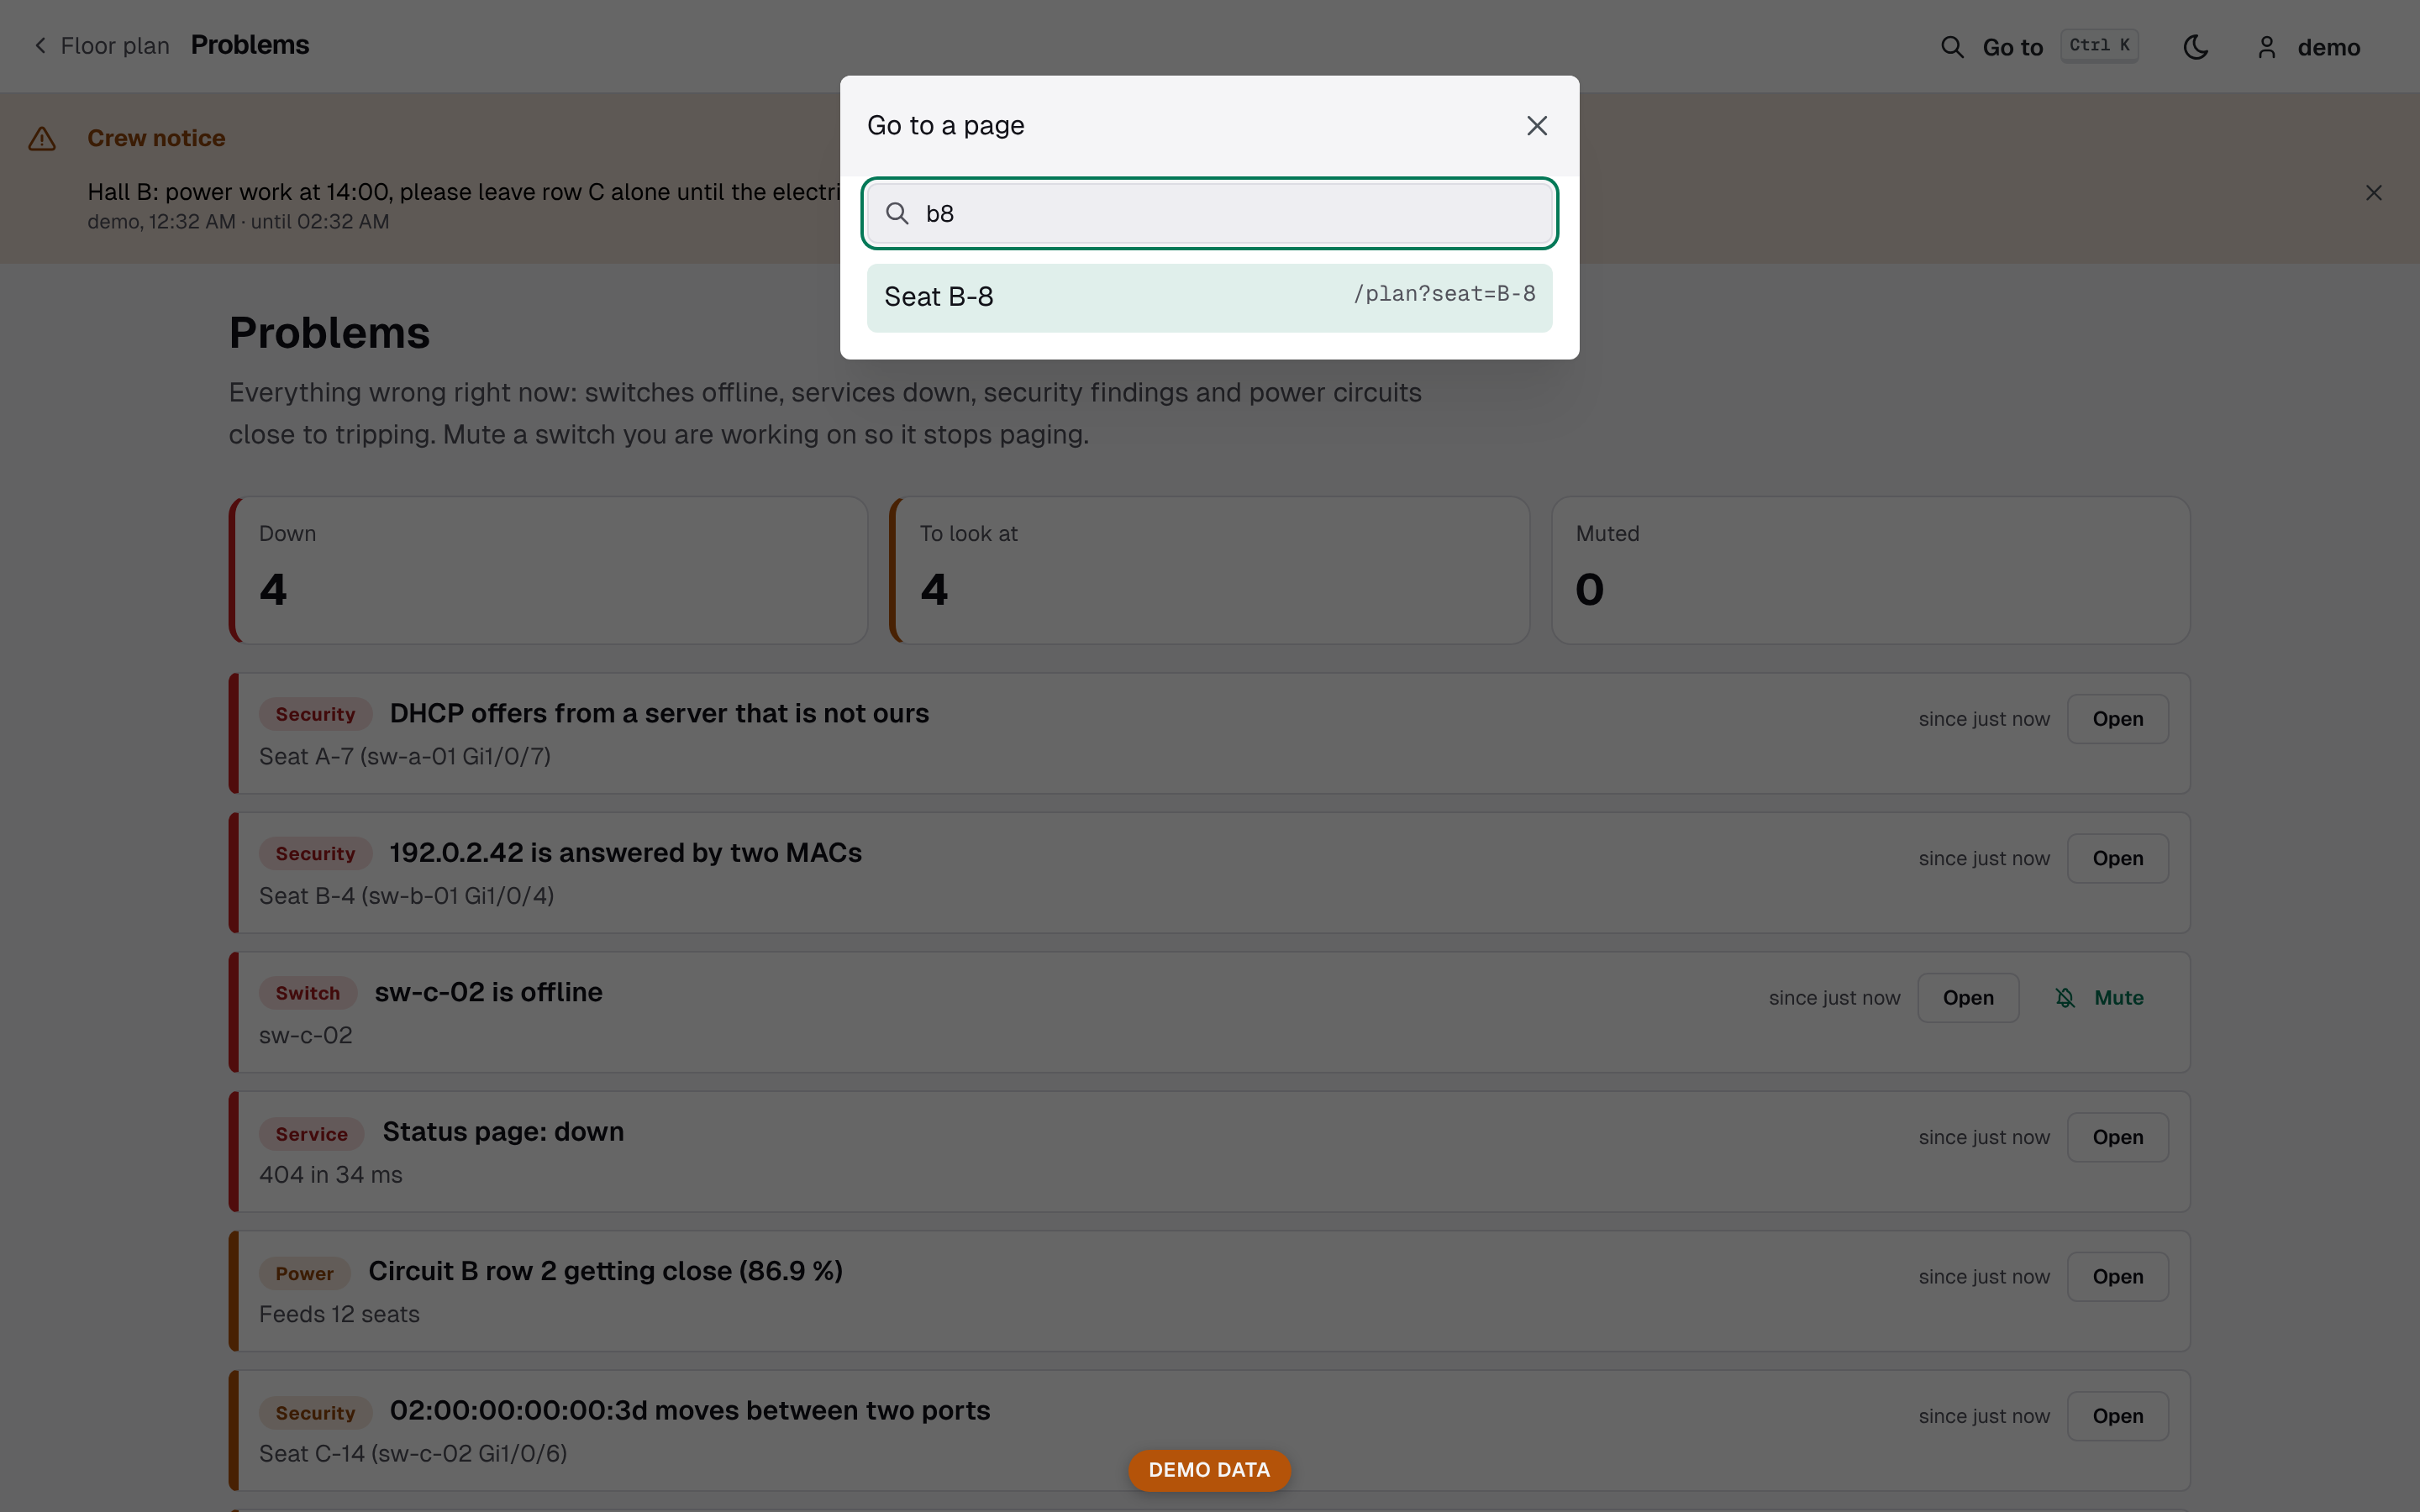 Floor plan Problems
Go to Ctrl K demo
Crew notice
Hall B: power work at 14:00, please leave row C alone until the
demo, 12:32 AM · until 02:32 AM
Go to a page
b8
Seat B-8 /plan?seat=B-8
Problems
Everything wrong right now: switches offline, services down, security findings and power circuits
close to tripping. Mute a switch you are working on so it stops paging.
Down
4
To look at
4
Muted
0
Security DHCP offers from a server that is not ours
Seat A-7 (sw-a-01 Gi1/0/7)
since just now Open
Security 192.0.2.42 is answered by two MACs
Seat B-4 (sw-b-01 Gi1/0/4)
since just now Open
Switch sw-c-02 is offline
sw-c-02
since just now Open Mute
Service Status page: down
404 in 34 ms
since just now Open
Power Circuit B row 2 getting close (86.9 %)
Feeds 12 seats
since just now Open
Security 02:00:00:00:00:3d moves between two ports
Seat C-14 (sw-c-02 Gi1/0/6)
since just now Open
DEMO DATA